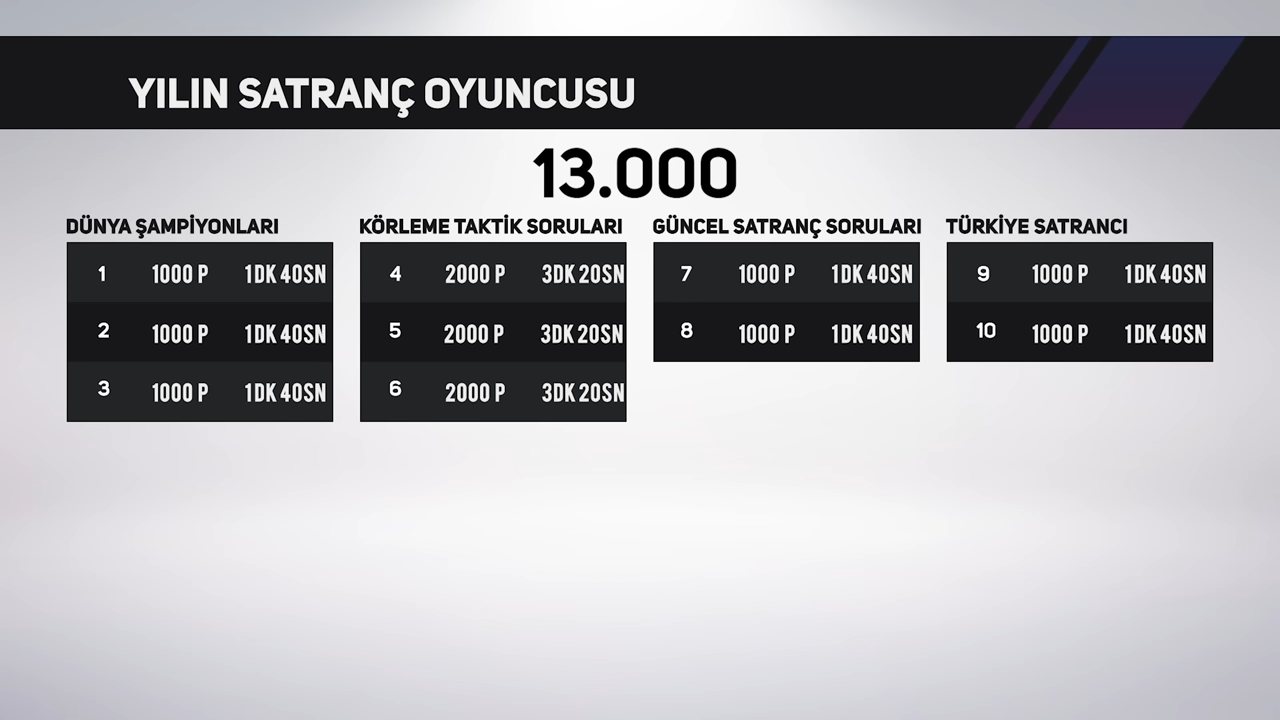 YILIN SATRANÇ OYUNCUSU
13.000
DÜNYA ŞAMPİYONLARI
1 1000 P 1DK 40SN
2 1000 P 1DK 40SN
3 1000 P 1DK 40SN
KÖRLEME TAKTİK SORULARI
4 2000 P 3DK 20SN
5 2000 P 3DK 20SN
6 2000 P 3DK 20SN
GÜNCEL SATRANÇ SORULARI
7 1000 P 1DK 40SN
8 1000 P 1DK 40SN
TÜRKİYE SATRANCI
9 1000 P 1DK 40SN
10 1000 P 1DK 40SN